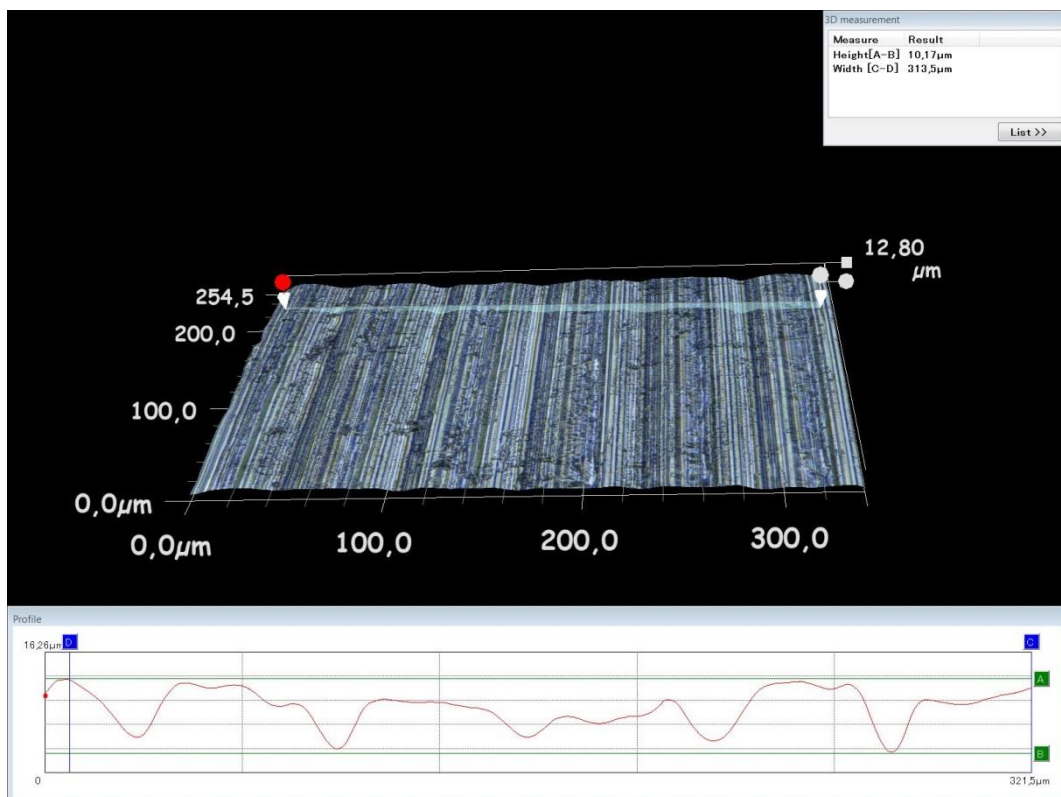 3D measurement
Measure Result
Height[A-B] 10,17µm
Width [C-D] 313,5µm
List >>
12,80
µm
254,5
200,0
100,0
0,0µm
0,0µm 100,0 200,0 300,0
Profile
16,26µm D C
A
B
0 321,5µm